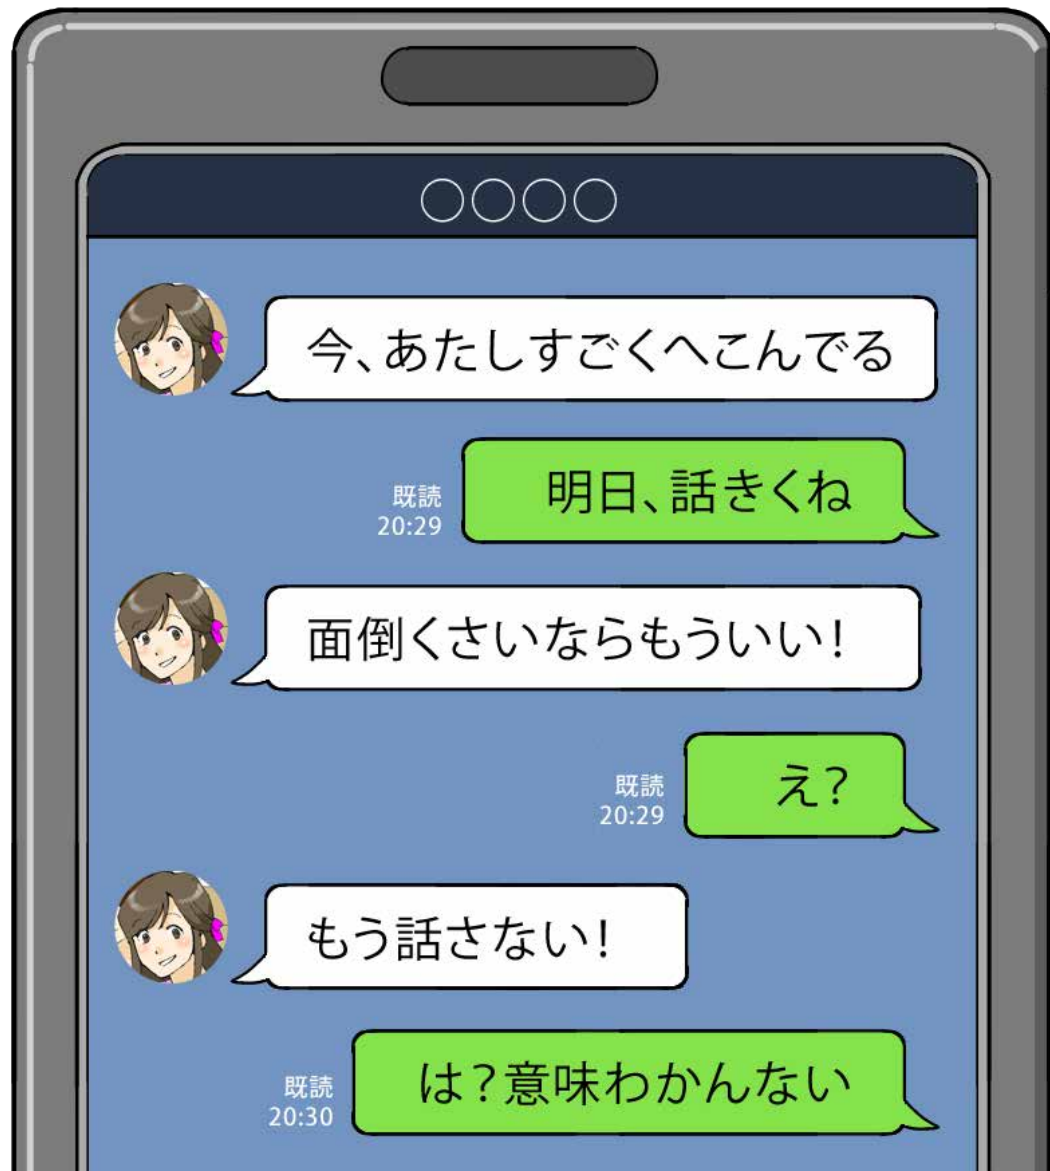 ○○○○
今、あたしすごくへこんでる
明日、話きくね
既読
20:29
面倒くさいならもういい!
え?
既読
20:29
もう話さない!
は?意味わかんない
既読
20:30